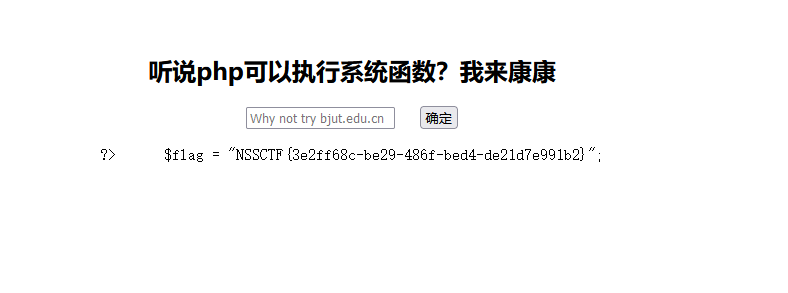 听说php可以执行系统函数？我来康康
Why not try bjut.edu.cn 确定
?> $flag = "NSSCTF{3e2ff68c-be29-486f-bed4-de21d7e991b2}";